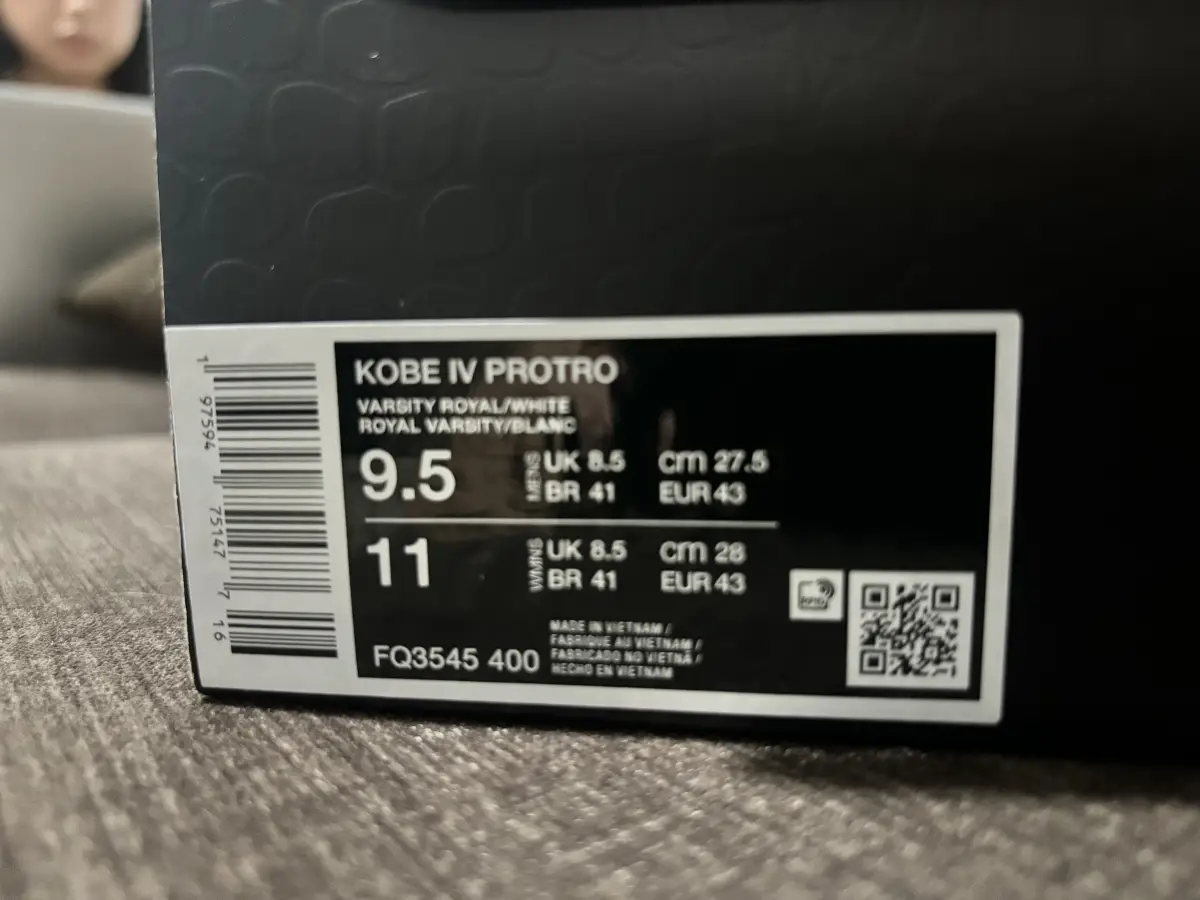 KOBE IV PROTRO
VARSITY ROYAL/WHITE
ROYAL VARSITY/BLANC
9.5 MENS UK 8.5 cm 27.5
BR 41 EUR 43
11 WMNS UK 8.5 cm 28
BR 41 EUR 43
MADE IN VIETNAM /
FABRIQUE AU VIETNAM /
FABRICADO NO VIETNÃ /
HECHO EN VIETNAM
FQ3545 400
RFID
1 97594 75147 7 16